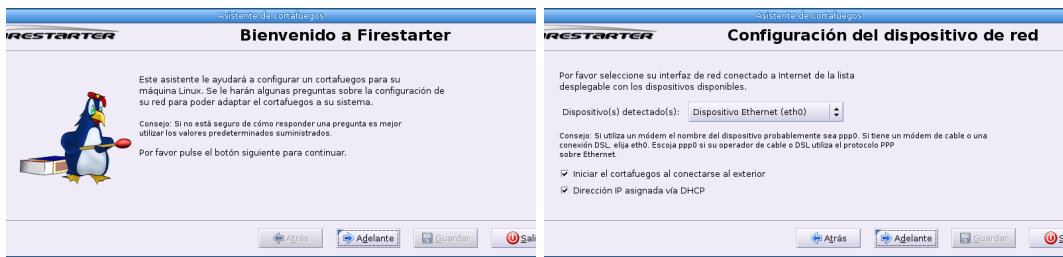 Asistente de cortafuegos
RESTARTER
Bienvenido a Firestarter
Este asistente le ayudará a configurar un cortafuegos para su
máquina Linux. Se le harán algunas preguntas sobre la configuración de
su red para poder adaptar el cortafuegos a su sistema.
Consejo: Si no está seguro de cómo responder una pregunta es mejor
utilizar los valores predeterminados suministrados.
Por favor pulse el botón siguiente para continuar.
Atrás
Adelante
Guardar
Sali
Asistente de cortafuegos
RESTARTER
Configuración del dispositivo de red
Por favor seleccione su interfaz de red conectado a Internet de la lista
desplegable con los dispositivos disponibles.
Dispositivo(s) detectado(s): Dispositivo Ethernet (eth0)
Consejo: Si utiliza un módem el nombre del dispositivo probablemente sea ppp0. Si tiene un módem de cable o una
conexión DSL, elija eth0. Escoja ppp0 si su operador de cable o DSL utiliza el protocolo PPP
sobre Ethernet.
Iniciar el cortafuegos al conectarse al exterior
Dirección IP asignada vía DHCP
Atrás
Adelante
Guardar
S